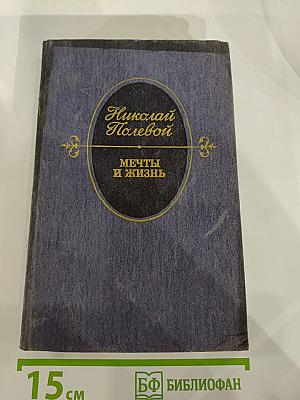 Николай
Полевой
МЕЧТЫ
И ЖИЗНЬ
15 см
БФ БИБЛИОФАН